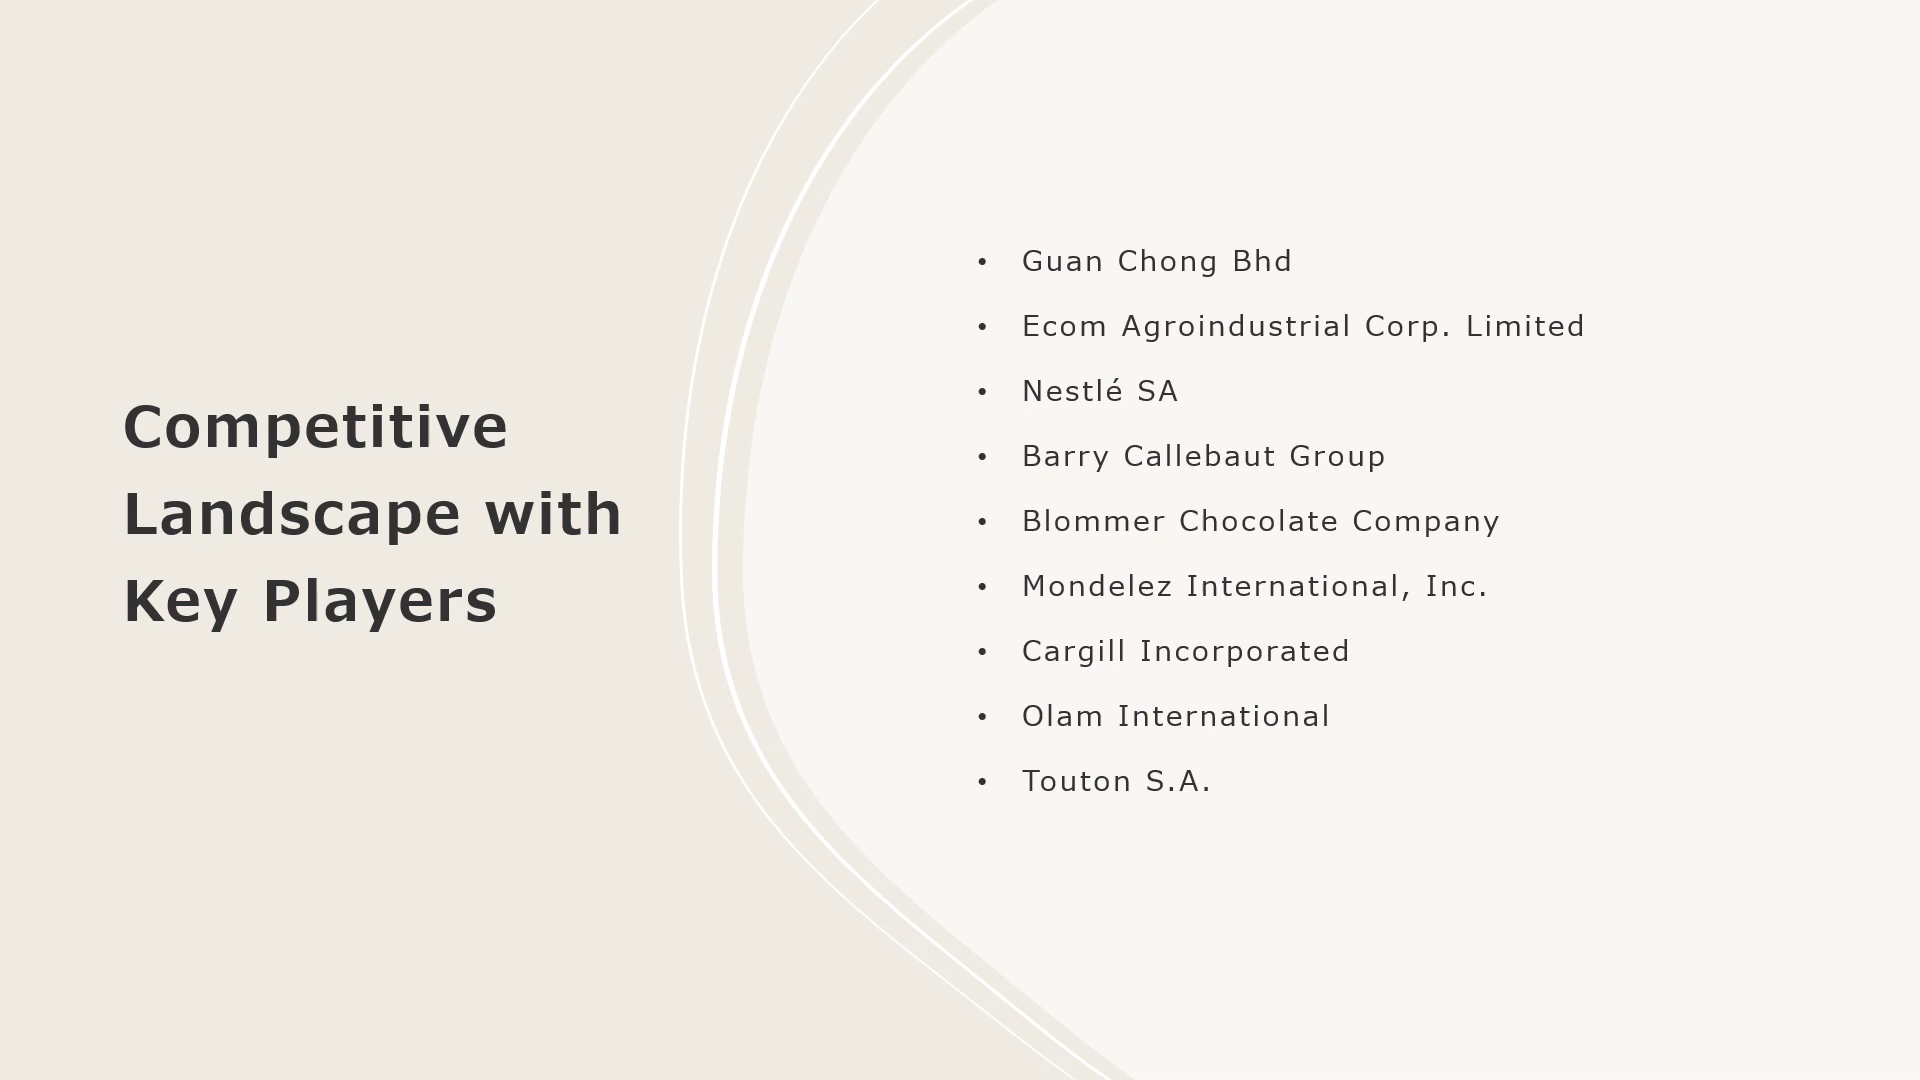 Competitive
Landscape with
Key Players
• Guan Chong Bhd
• Ecom Agroindustrial Corp. Limited
• Nestlé SA
• Barry Callebaut Group
• Blommer Chocolate Company
• Mondelez International, Inc.
• Cargill Incorporated
• Olam International
• Touton S.A.